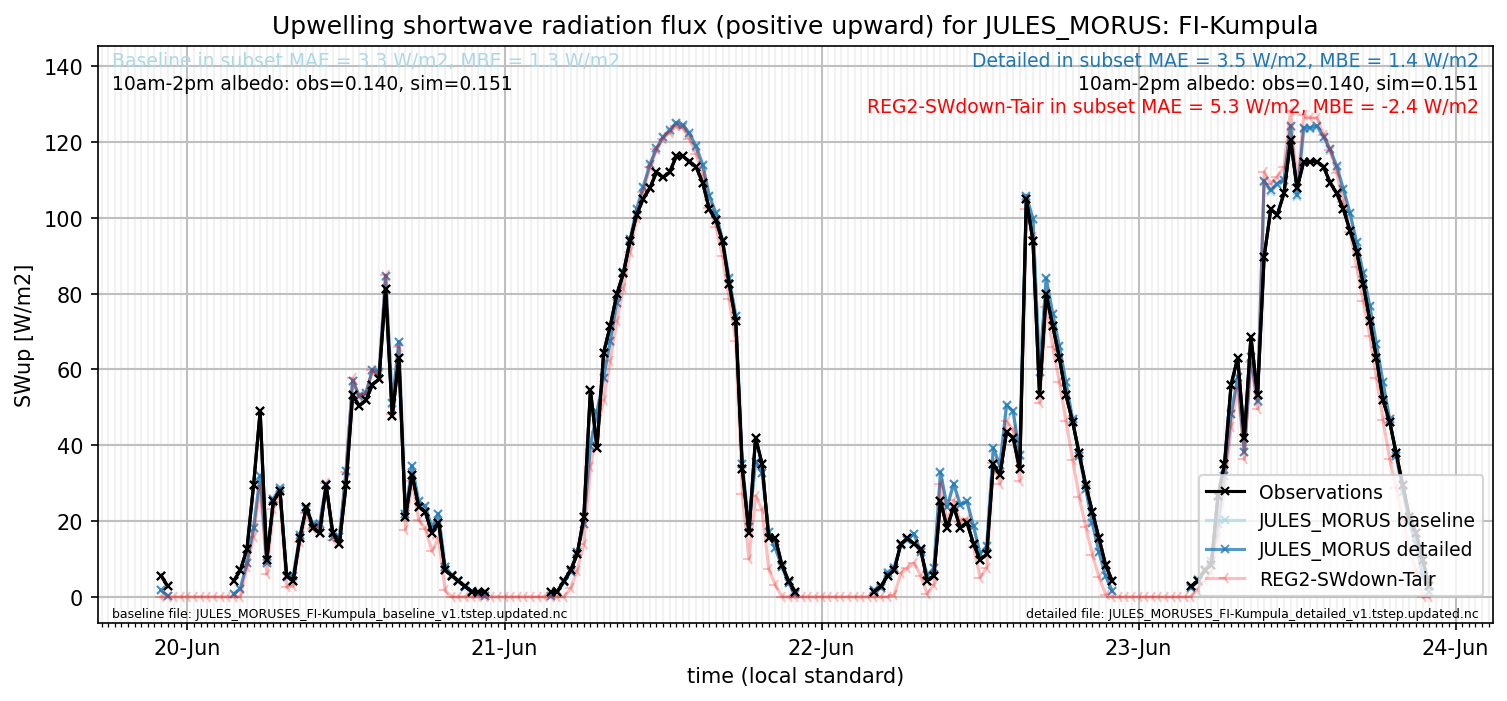 Upwelling shortwave radiation flux (positive upward) for JULES_MORUS: FI-Kumpula
Baseline in subset MAE = 3.3 W/m2, MBE = 1.3 W/m2
10am-2pm albedo: obs=0.140, sim=0.151
Detailed in subset MAE = 3.5 W/m2, MBE = 1.4 W/m2
10am-2pm albedo: obs=0.140, sim=0.151
REG2-SWdown-Tair in subset MAE = 5.3 W/m2, MBE = -2.4 W/m2
SWup [W/m2]
140
120
100
80
60
40
20
0
Observations
JULES_MORUS baseline
JULES_MORUS detailed
REG2-SWdown-Tair
baseline file: JULES_MORUSES_FI-Kumpula_baseline_v1.tstep.updated.nc
detailed file: JULES_MORUSES_FI-Kumpula_detailed_v1.tstep.updated.nc
20-Jun
21-Jun
22-Jun
23-Jun
24-Jun
time (local standard)